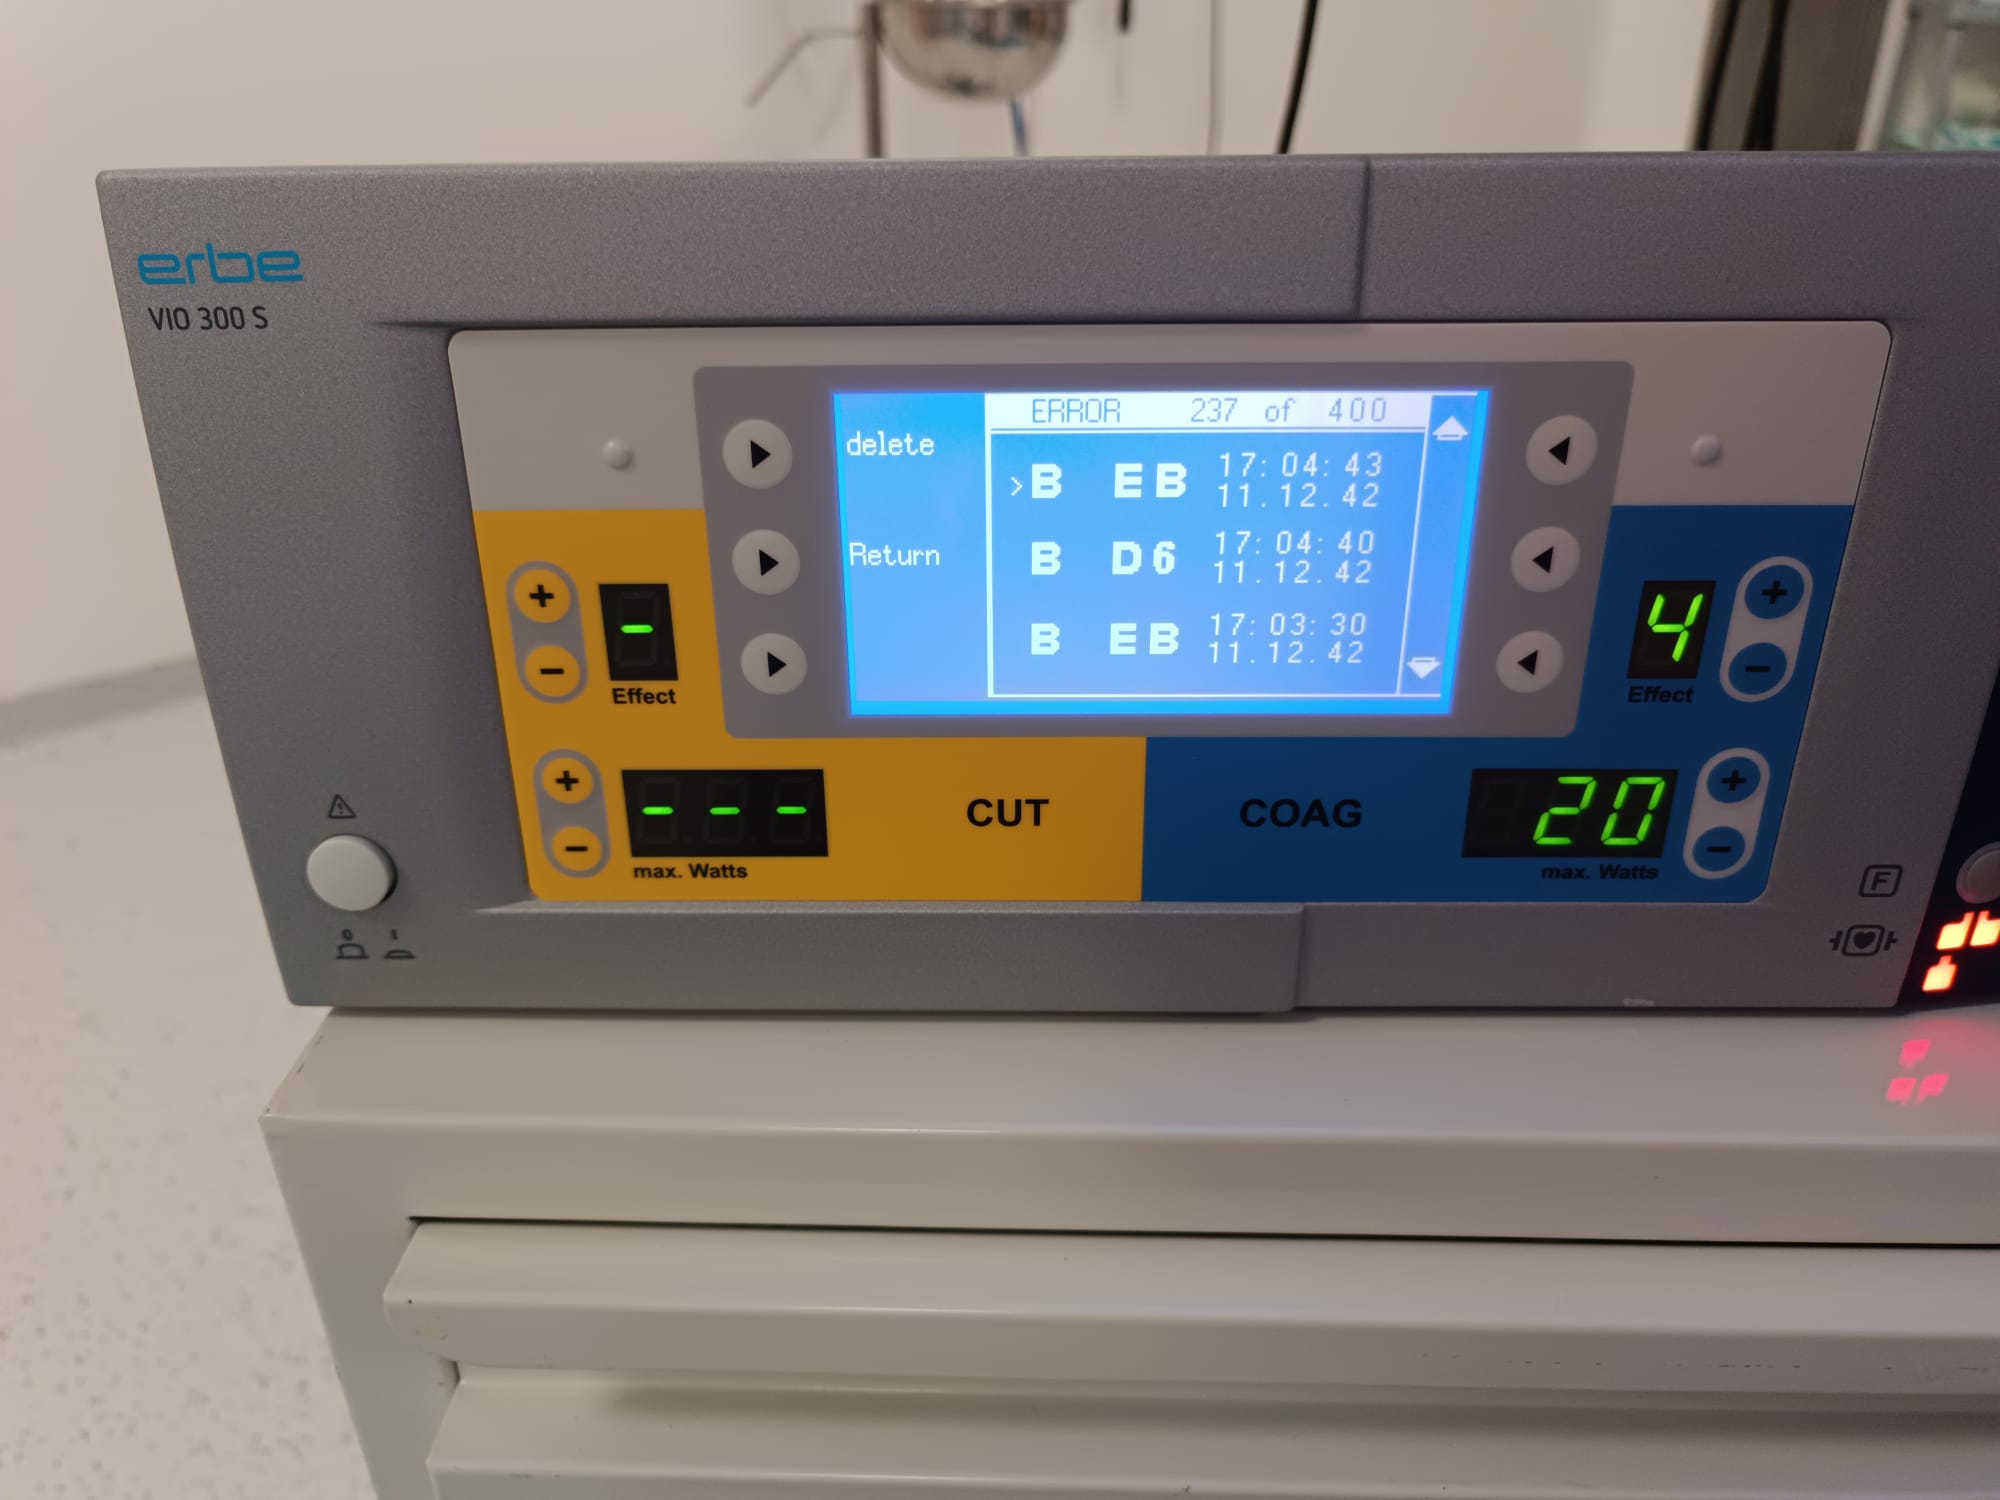 erbe
VIO 300 S
ERROR 237 of 400
delete
>B EB 17:04:43
11.12.42
Return
B D6 17:04:40
11.12.42
B EB 17:03:30
11.12.42
+
-
-
Effect
4
Effect
+
-
+
-
---
max. Watts
CUT
COAG
20
max. Watts
+
-
F